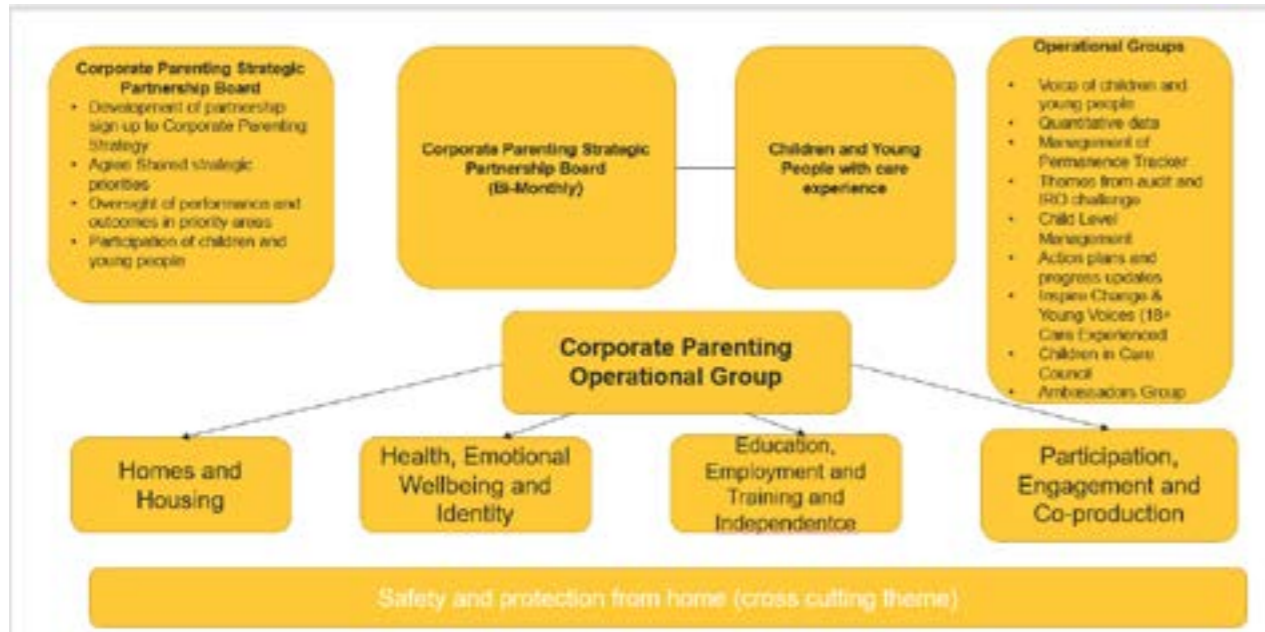 Corporate Parenting Strategic
Partnership Board
• Development of partnership
sign up to Corporate Parenting
Strategy
• Agree Shared strategic
priorities
• Oversight of performance and
outcomes in priority areas
• Participation of children and
young people
Corporate Parenting Strategic
Partnership Board
(Bi-Monthly)
Children and Young
People with care
experience
Operational Groups
• Voice of children and
young people
• Quantitative data
• Management of
Permanence Tracker
• Themes from audit and
IRO challenge
• Child Level
Management
• Action plans and
progress updates
• Inspire Change &
Young Voices (18+
Care Experienced
• Children in Care
Council
• Ambassadors Group
Corporate Parenting
Operational Group
Homes and
Housing
Health, Emotional
Wellbeing and
Identity
Education,
Employment and
Training and
Independentce
Participation,
Engagement and
Co-production
Safety and protection from home (cross cutting theme)